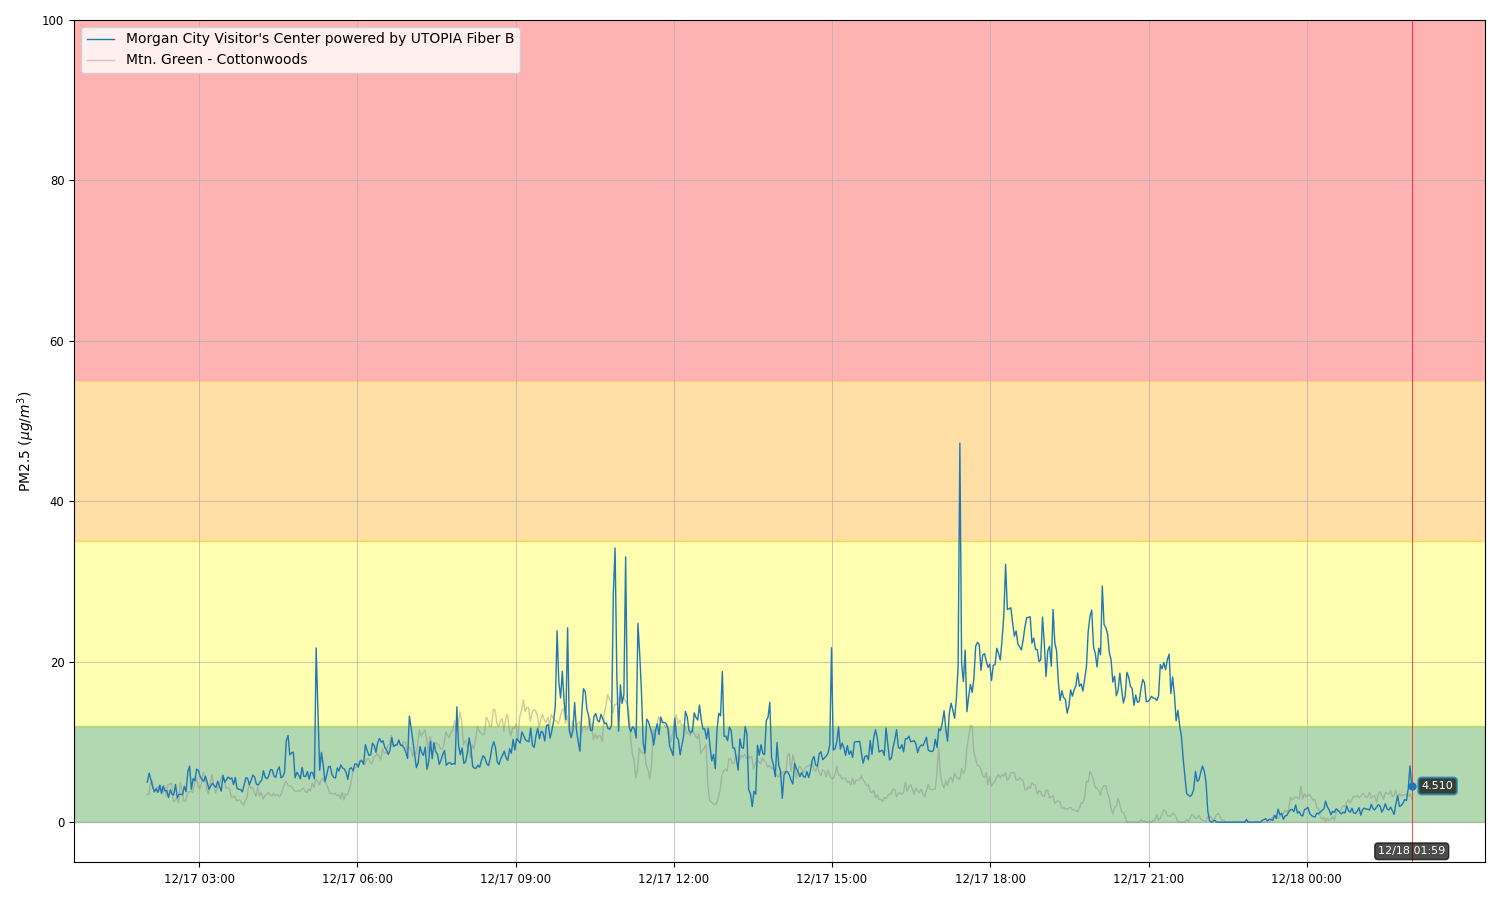 100
Morgan City Visitor's Center powered by UTOPIA Fiber B
Mtn. Green - Cottonwoods
80
60
40
20
0
PM2.5 (μg/m³)
4.510
12/18 01:59
12/17 03:00 12/17 06:00 12/17 09:00 12/17 12:00 12/17 15:00 12/17 18:00 12/17 21:00 12/18 00:00